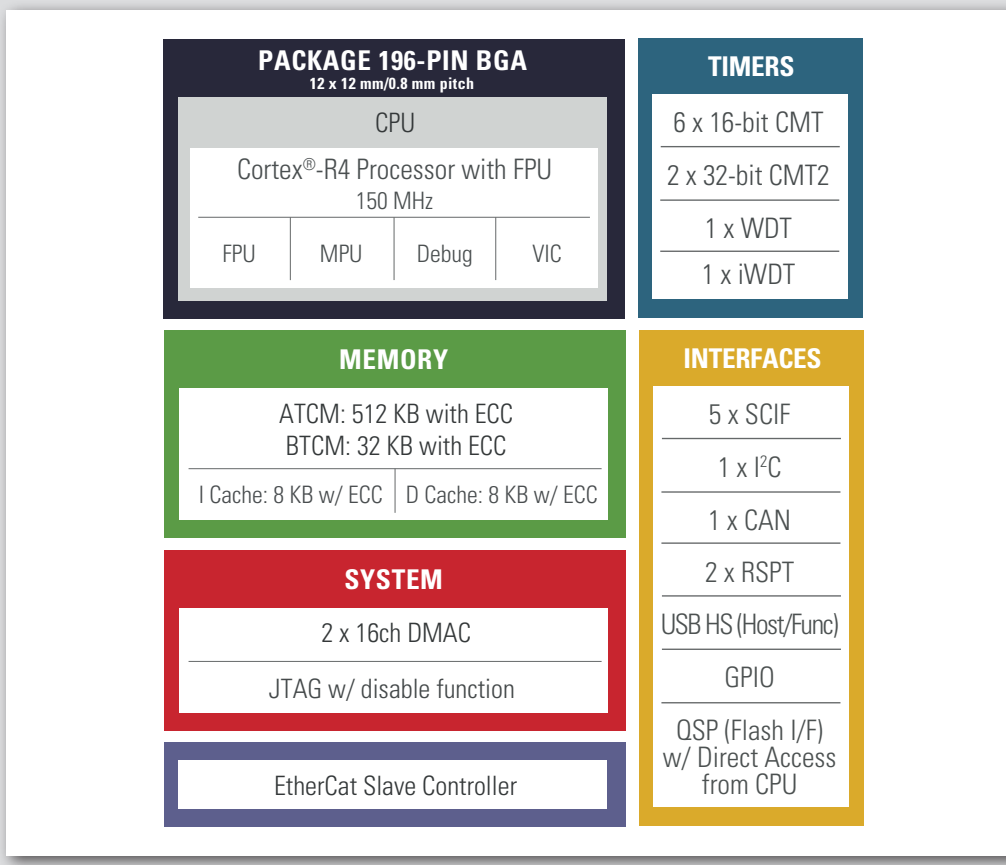 PACKAGE 196-PIN BGA
12 x 12 mm/0.8 mm pitch
CPU
Cortex®-R4 Processor with FPU
150 MHz
FPU MPU Debug VIC
TIMERS
6 x 16-bit CMT
2 x 32-bit CMT2
1 x WDT
1 x iWDT
MEMORY
ATCM: 512 KB with ECC
BTCM: 32 KB with ECC
I Cache: 8 KB w/ ECC D Cache: 8 KB w/ ECC
SYSTEM
2 x 16ch DMAC
JTAG w/ disable function
EtherCat Slave Controller
INTERFACES
5 x SCIF
1 x I²C
1 x CAN
2 x RSPT
USB HS (Host/Func)
GPIO
QSP (Flash I/F)
w/ Direct Access
from CPU